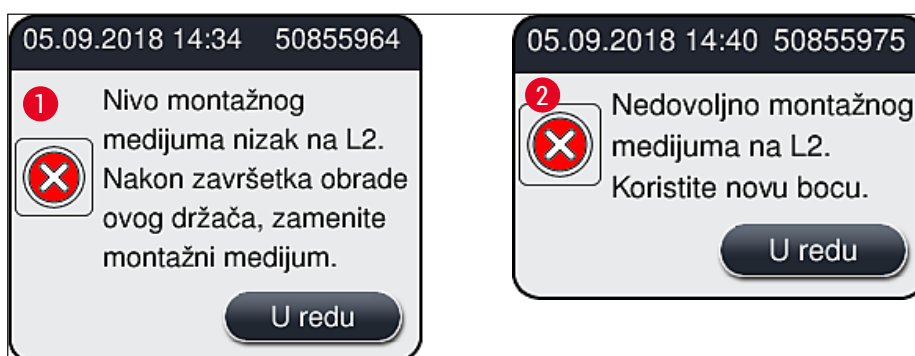 05.09.2018 14:34 50855964
1
Nivo montažnog
medijuma nizak na L2.
Nakon završetka obrade
ovog držača, zamenite
montažni medijum.
U redu
05.09.2018 14:40 50855975
2
Nedovoljno montažnog
medijuma na L2.
Koristite novu bocu.
U redu